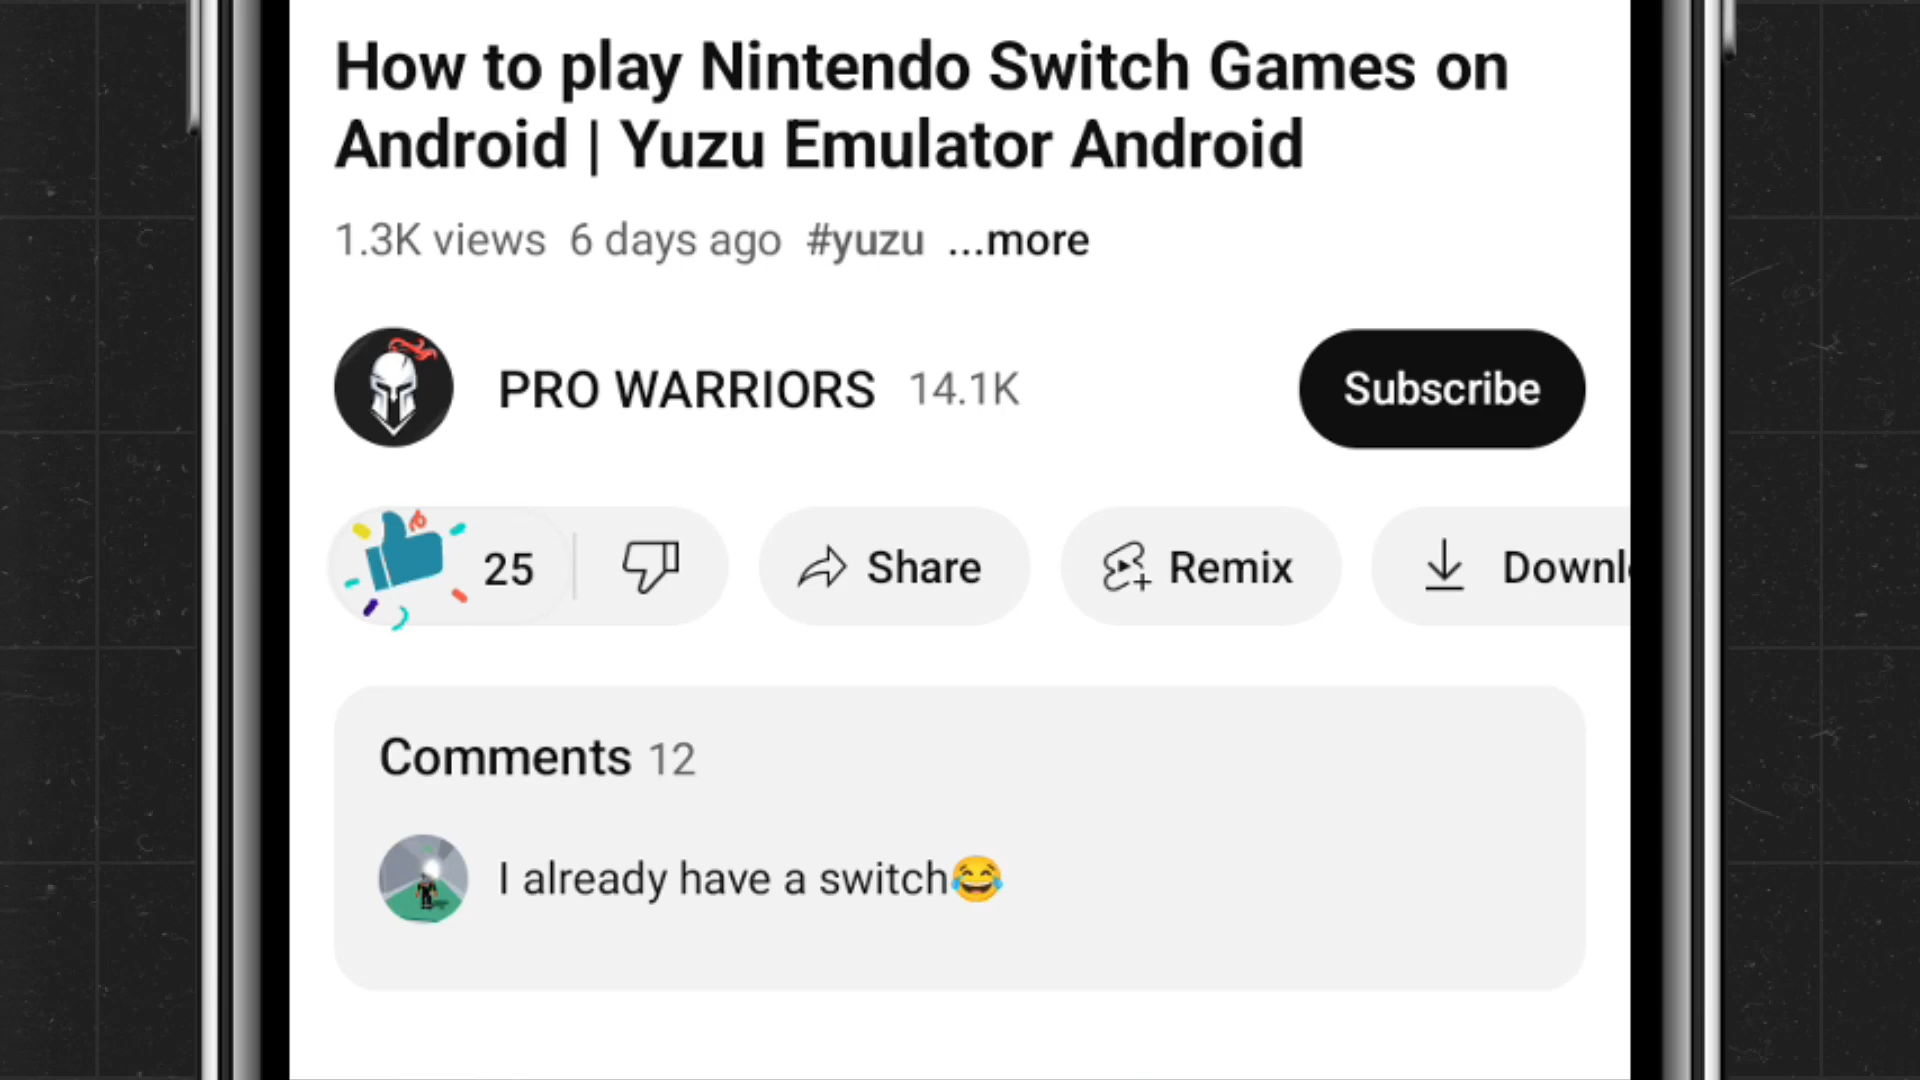 How to play Nintendo Switch Games on
Android | Yuzu Emulator Android
1.3K views 6 days ago #yuzu ...more
PRO WARRIORS 14.1K Subscribe
25 Share Remix Downl
Comments 12
I already have a switch😂